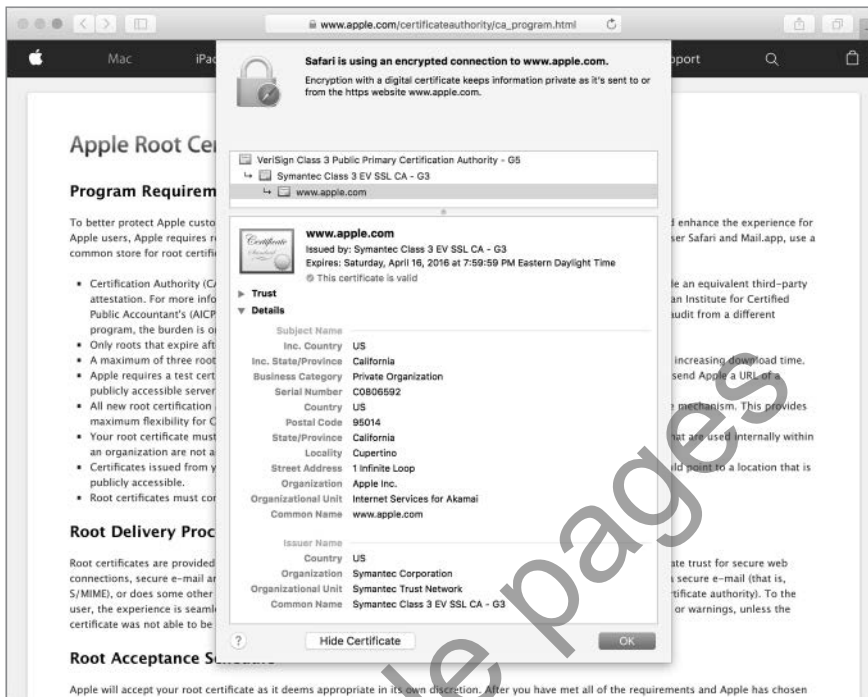 www.apple.com/certificateauthority/ca_program.html
Mac
iPad
Support
Safari is using an encrypted connection to www.apple.com.
Encryption with a digital certificate keeps information private as it's sent to or
from the https website www.apple.com.
VeriSign Class 3 Public Primary Certification Authority - G5
Symantec Class 3 EV SSL CA - G3
www.apple.com
Certificate
Standard
www.apple.com
Issued by: Symantec Class 3 EV SSL CA - G3
Expires: Saturday, April 16, 2016 at 7:59:59 PM Eastern Daylight Time
This certificate is valid
Trust
Details
Subject Name
Inc. Country US
Inc. State/Province California
Business Category Private Organization
Serial Number C0806592
Country US
Postal Code 95014
State/Province California
Locality Cupertino
Street Address 1 Infinite Loop
Organization Apple Inc.
Organizational Unit Internet Services for Akamai
Common Name www.apple.com
Issuer Name
Country US
Organization Symantec Corporation
Organizational Unit Symantec Trust Network
Common Name Symantec Class 3 EV SSL CA - G3
? Hide Certificate OK
Apple Root Cer
Program Requirem
To better protect Apple custo
d enhance the experience for
Apple users, Apple requires r
ser Safari and Mail.app, use a
common store for root certifi
Certification Authority (CA
le an equivalent third-party
attestation. For more info
an Institute for Certified
Public Accountant's (AICP
audit from a different
program, the burden is o
Only roots that expire aft
A maximum of three root
increasing download time.
Apple requires a test cert
send Apple a URL of a
publicly accessible server
All new root certification
e mechanism. This provides
maximum flexibility for C
Your root certificate must
hat are used internally within
an organization are not a
Certificates issued from y
uld point to a location that is
publicly accessible.
Root certificates must con
Root Delivery Proc
Root certificates are provided
ate trust for secure web
connections, secure e-mail an
secure e-mail (that is,
S/MIME), or does some other
rtificate authority). To the
user, the experience is seaml
or warnings, unless the
certificate was not able to be
Root Acceptance Schedule
Apple will accept your root certificate as it deems appropriate in its own discretion. After you have met all of the requirements and Apple has chosen
le pages